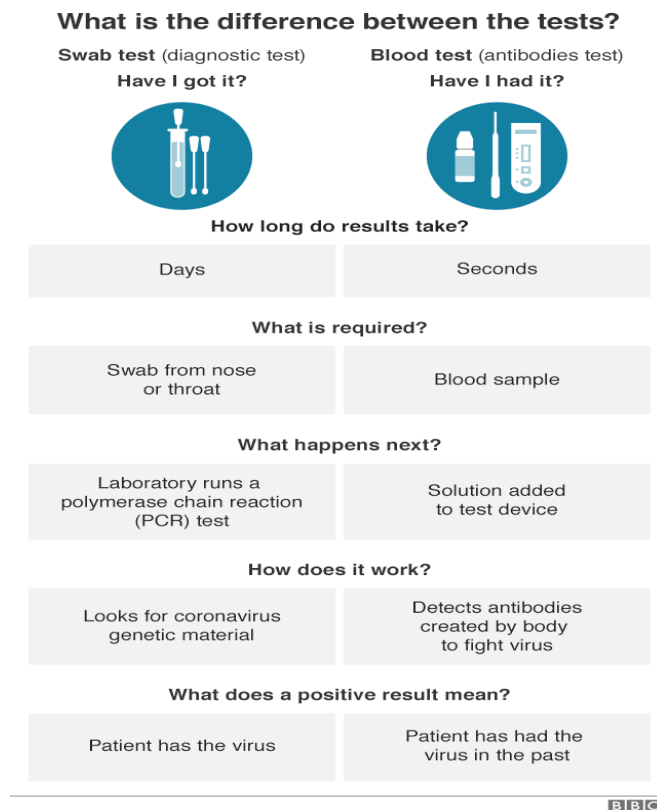 What is the difference between the tests?
Swab test (diagnostic test)
Have I got it?
Blood test (antibodies test)
Have I had it?
How long do results take?
Days
Seconds
What is required?
Swab from nose
or throat
Blood sample
What happens next?
Laboratory runs a
polymerase chain reaction
(PCR) test
Solution added
to test device
How does it work?
Looks for coronavirus
genetic material
Detects antibodies
created by body
to fight virus
What does a positive result mean?
Patient has the virus
Patient has had the
virus in the past
BBC